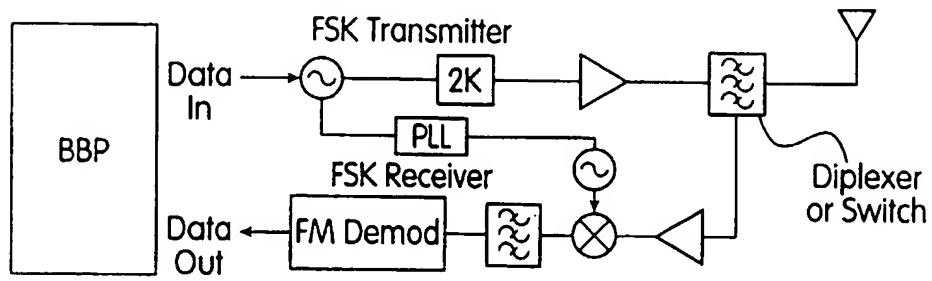 FSK Transmitter
Data
In
2K
BBP
PLL
FSK Receiver
Data
Out
FM Demod
Diplexer
or Switch